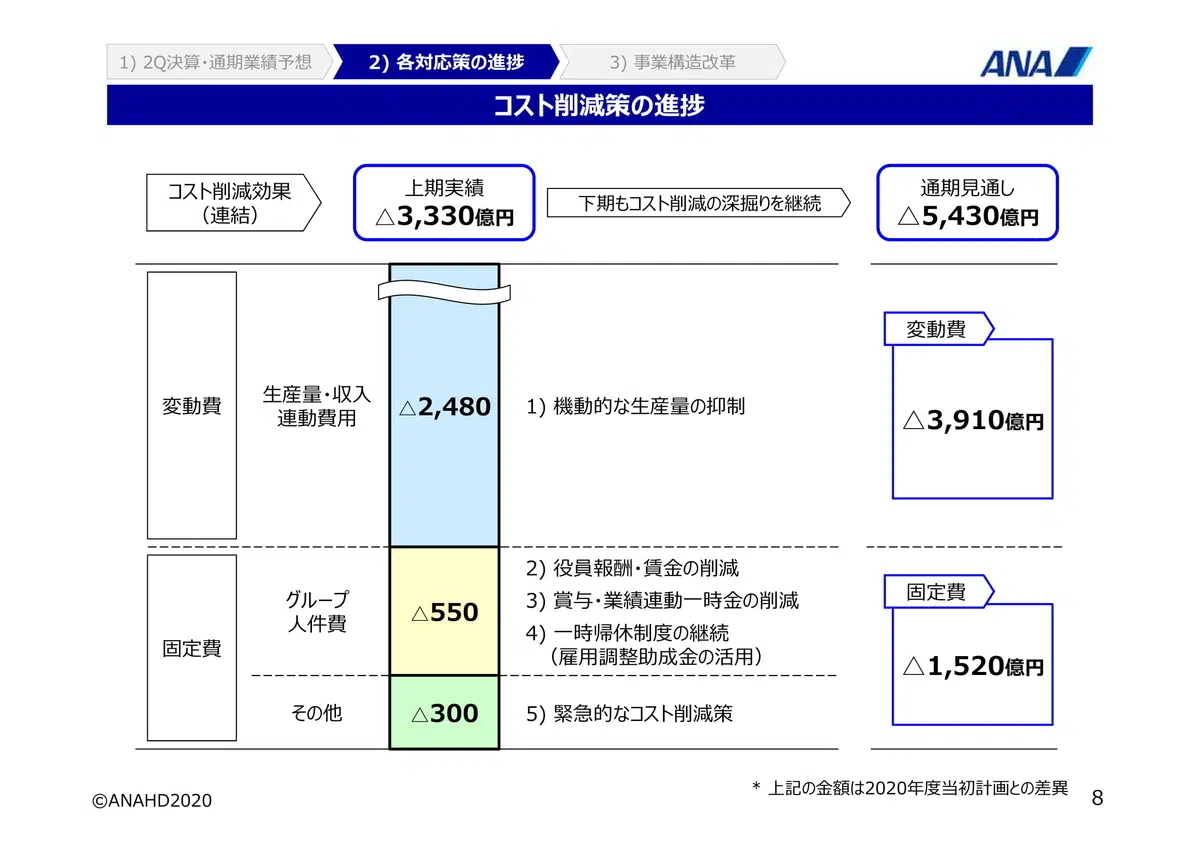 1) 2Q決算・通期業績予想
2) 各対応策の進捗
3) 事業構造改革
ANA
コスト削減策の進捗
コスト削減効果
（連結）
上期実績
△3,330億円
下期もコスト削減の深掘りを継続
通期見通し
△5,430億円
変動費
生産量・収入
連動費用
△2,480
1) 機動的な生産量の抑制
変動費
△3,910億円
固定費
グループ
人件費
△550
2) 役員報酬・賃金の削減
3) 賞与・業績連動一時金の削減
4) 一時帰休制度の継続
（雇用調整助成金の活用）
その他
△300
5) 緊急的なコスト削減策
固定費
△1,520億円
* 上記の金額は2020年度当初計画との差異
©ANAHD2020
8